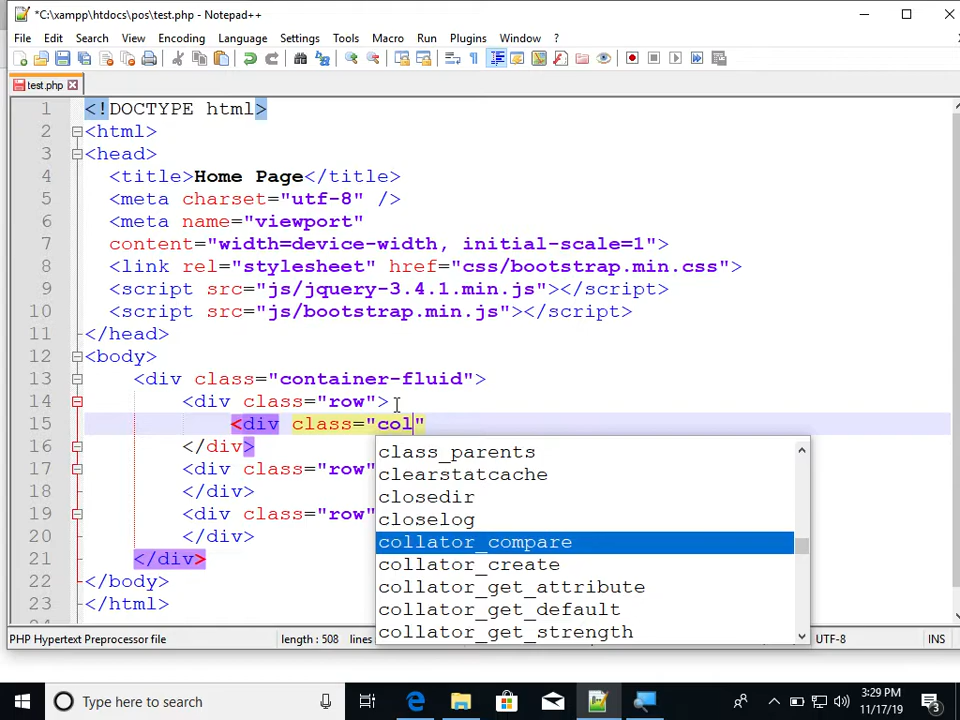 *C:\xampp\htdocs\pos\test.php - Notepad++
File Edit Search View Encoding Language Settings Tools Macro Run Plugins Window ?
test.php
1 <!DOCTYPE html>
2 <html>
3 <head>
4 <title>Home Page</title>
5 <meta charset="utf-8" />
6 <meta name="viewport"
7 content="width=device-width, initial-scale=1">
8 <link rel="stylesheet" href="css/bootstrap.min.css">
9 <script src="js/jquery-3.4.1.min.js"></script>
10 <script src="js/bootstrap.min.js"></script>
11 </head>
12 <body>
13 <div class="container-fluid">
14 <div class="row">
15 <div class="col"
16 </div>
17 <div class="row"
18 </div>
19 <div class="row"
20 </div>
21 </div>
22 </body>
23 </html>
class_parents
clearstatcache
closedir
closelog
collator_compare
collator_create
collator_get_attribute
collator_get_default
collator_get_strength
PHP Hypertext Preprocessor file length : 508 lines UTF-8 INS
Type here to search
3:29 PM
11/17/19
3